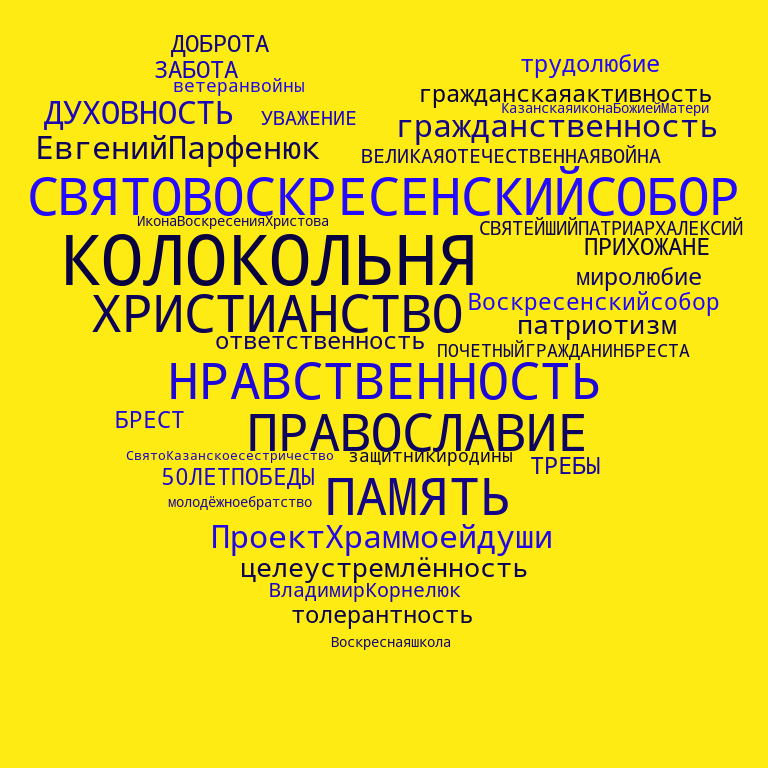 ДОБРОТА
трудолюбие
ЗАБОТА
ветеранвойны
гражданскаяактивность
КазанскаяиконаБожиейМатери
ДУХОВНОСТЬ
УВАЖЕНИЕ
гражданственность
ЕвгенийПарфенюк
ВЕЛИКАЯОТЕЧЕСТВЕННАЯВОЙНА
СВЯТОВОСКРЕСЕНСКИЙСОБОР
ИконаВоскресенияХристова
СВЯТЕЙШИЙПАТРИАРХАЛЕКСИЙ
ПРИХОЖАНЕ
КОЛОКОЛЬНЯ
миролюбие
Воскресенскийсобор
ХРИСТИАНСТВО
патриотизм
ответственность
ПОЧЕТНЫЙГРАЖДАНИНБРЕСТА
НРАВСТВЕННОСТЬ
БРЕСТ
ПРАВОСЛАВИЕ
СвятоКазанскоесестричество
защитникиродины
ТРЕБЫ
50ЛЕТПОБЕДЫ
ПАМЯТЬ
молодёжноебратство
ПроектХраммоейдуши
целеустремлённость
ВладимирКорнелюк
толерантность
Воскреснаяшкола